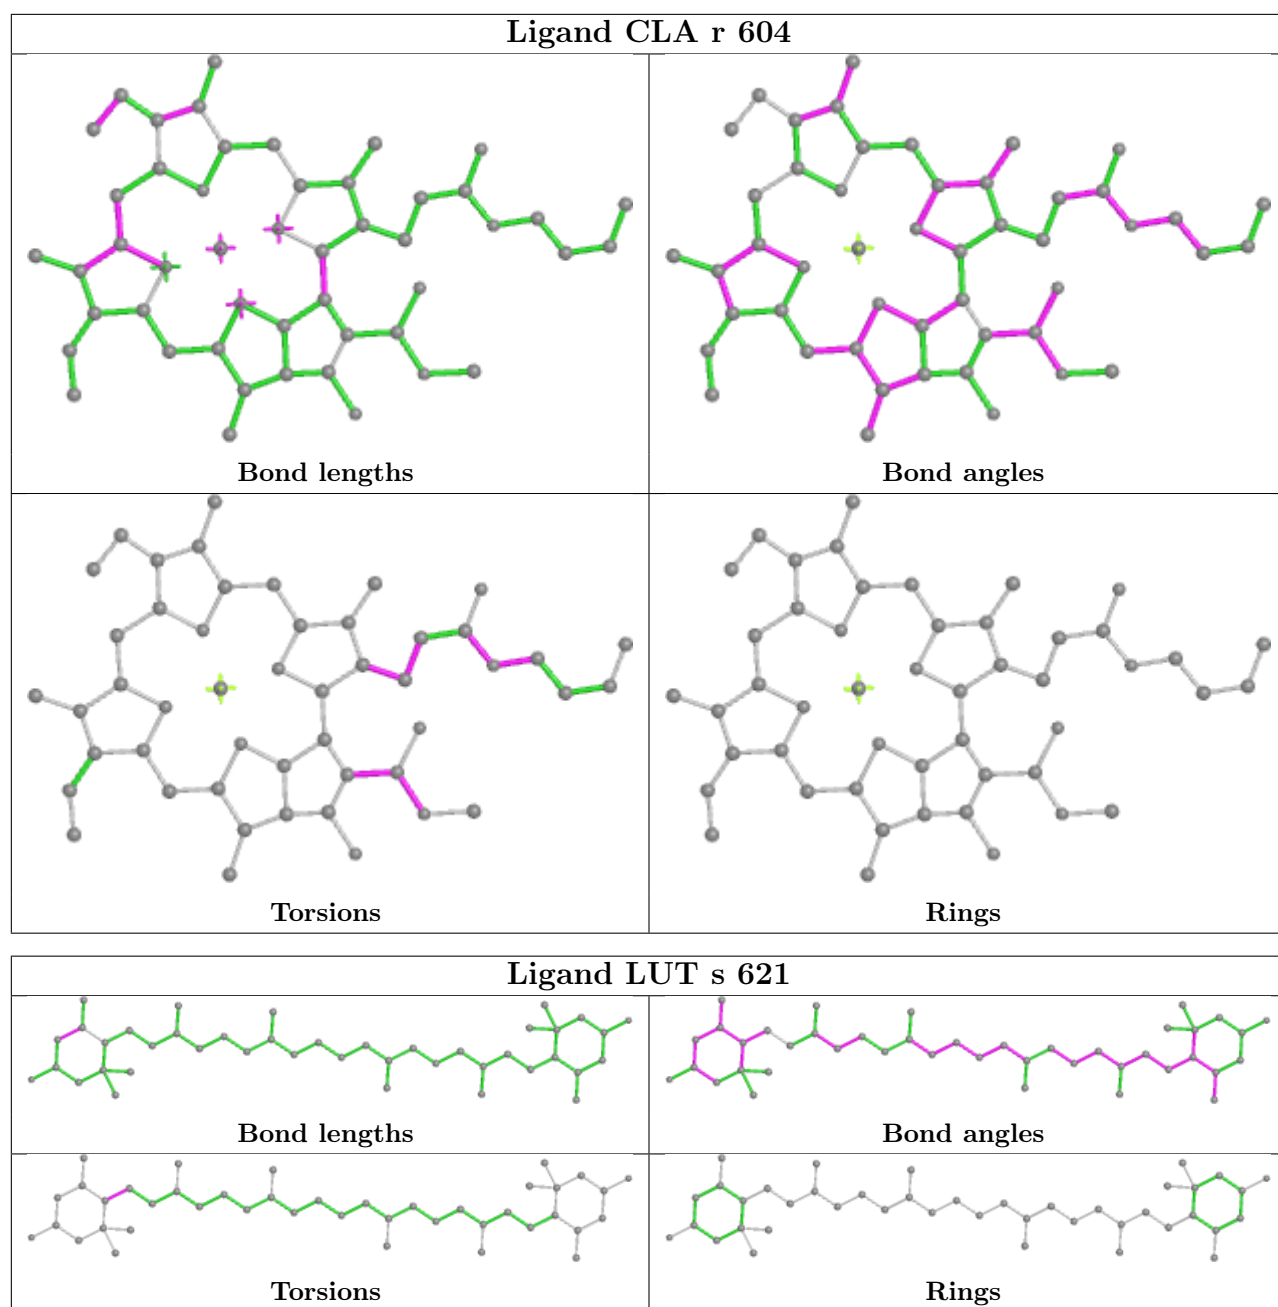 Ligand CLA r 604
Bond lengths
Bond angles
Torsions
Rings
Ligand LUT s 621
Bond lengths
Bond angles
Torsions
Rings